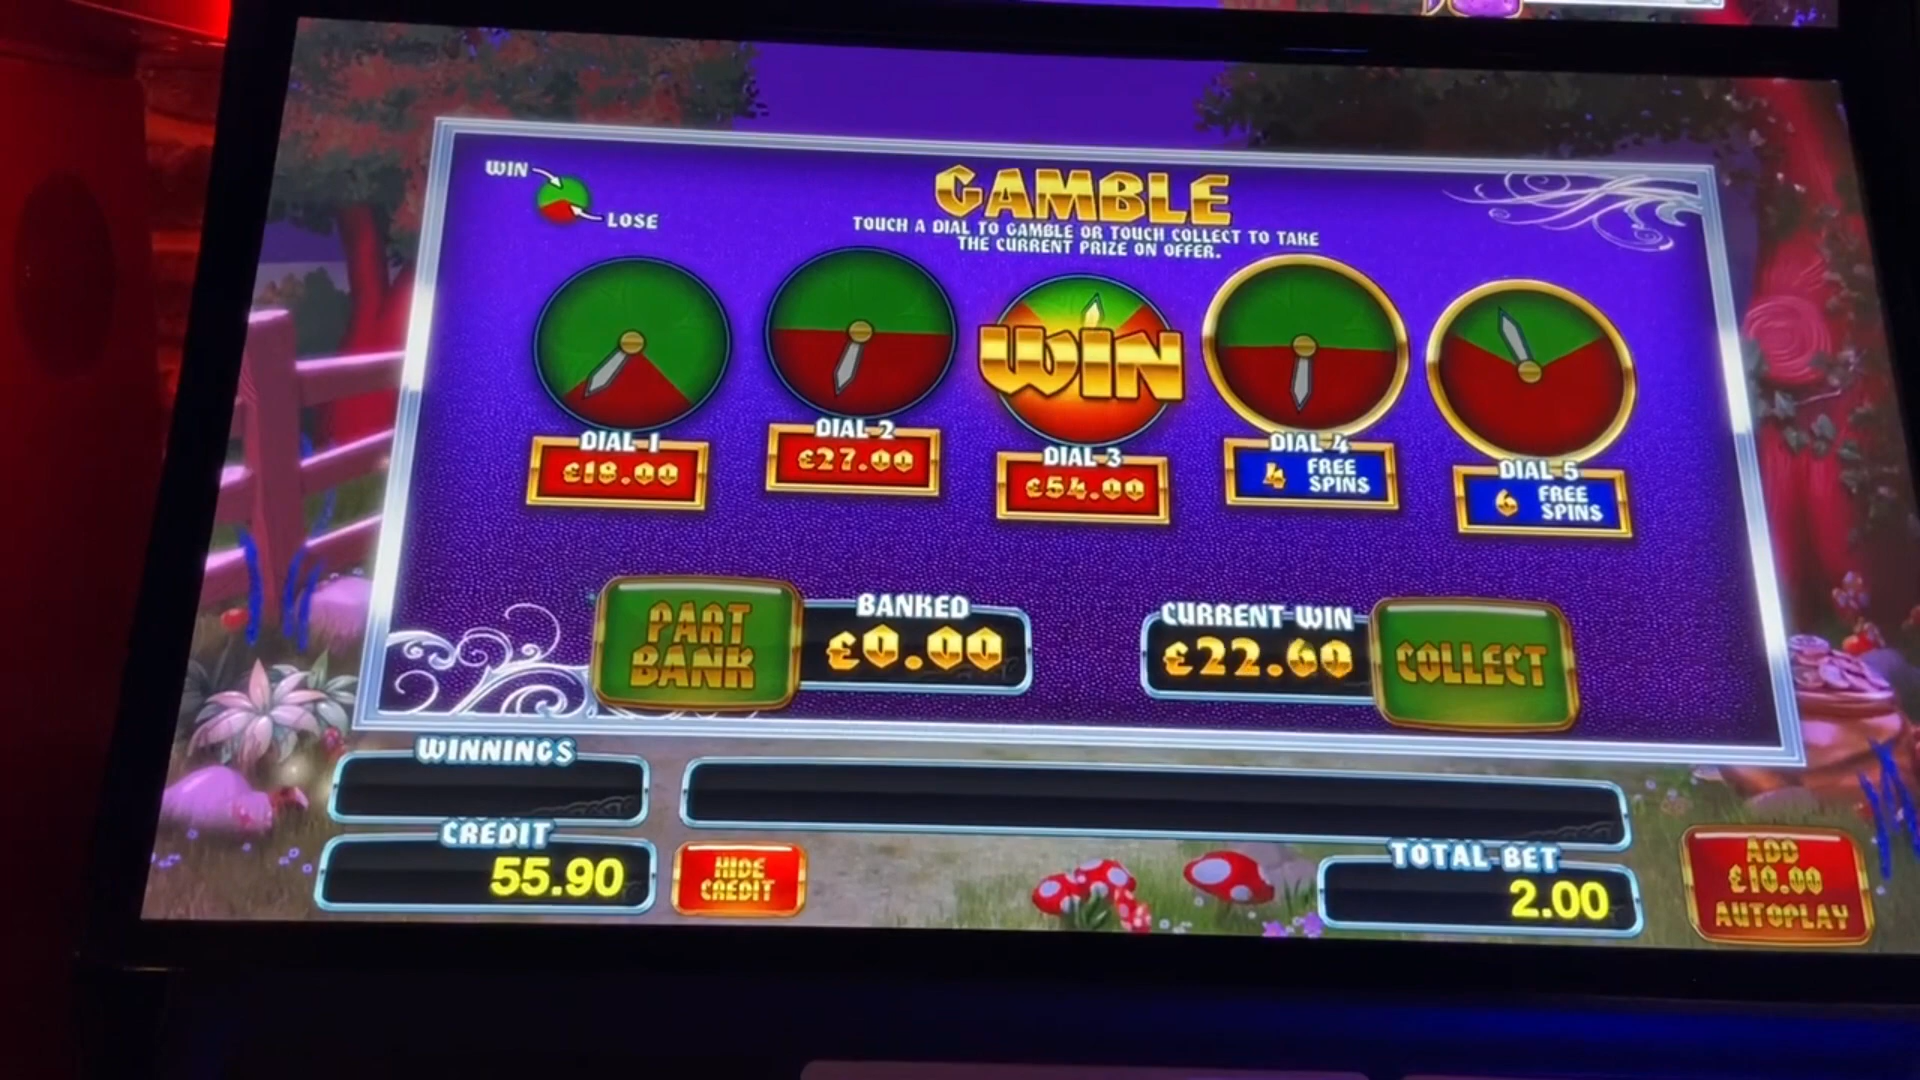 WIN
LOSE
GAMBLE
TOUCH A DIAL TO GAMBLE OR TOUCH COLLECT TO TAKE
THE CURRENT PRIZE ON OFFER.
WIN
DIAL 1
£18.00
DIAL 2
£27.00
DIAL 3
£54.00
DIAL 4
4 FREE
SPINS
DIAL 5
6 FREE
SPINS
PART
BANK
BANKED
£0.00
CURRENT WIN
£22.60
COLLECT
WINNINGS
CREDIT
55.90
HIDE
CREDIT
TOTAL BET
2.00
ADD
£10.00
AUTOPLAY